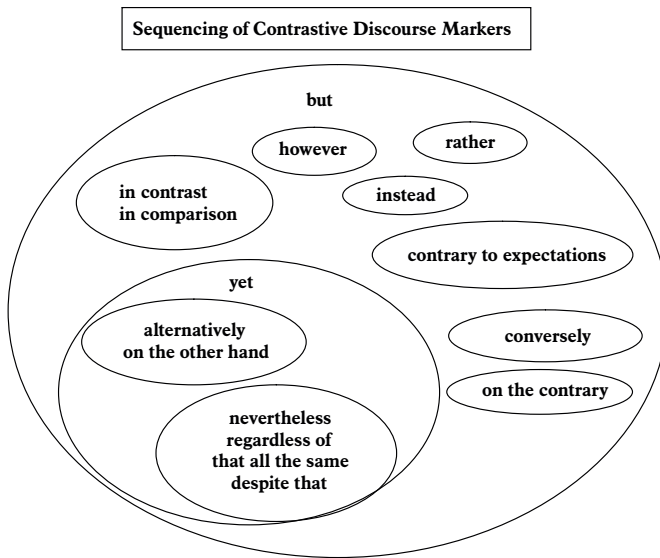 Sequencing of Contrastive Discourse Markers
but
however
rather
in contrast
in comparison
instead
contrary to expectations
yet
alternatively
on the other hand
conversely
on the contrary
nevertheless
regardless of
that all the same
despite that